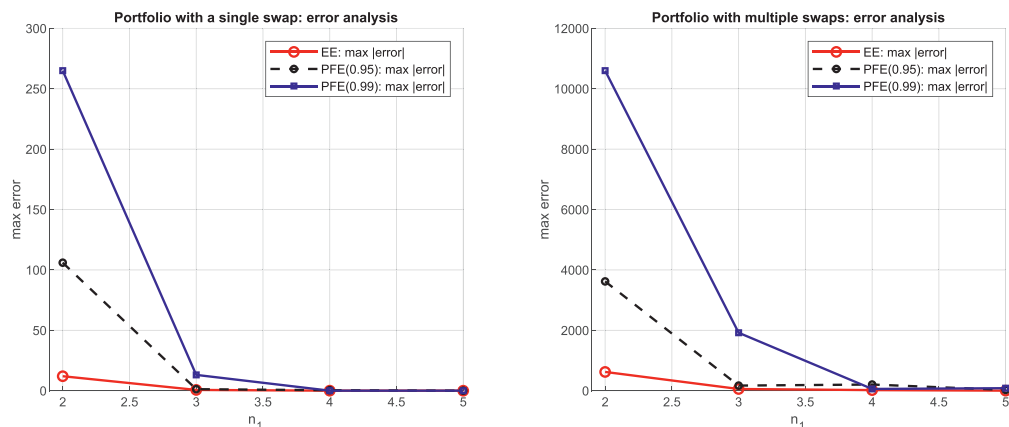 Portfolio with a single swap: error analysis
300
250
200
150
100
50
0
max error
EE: max |error|
PFE(0.95): max |error|
PFE(0.99): max |error|
2 2.5 3 3.5 4 4.5 5
n1
Portfolio with multiple swaps: error analysis
12000
10000
8000
6000
4000
2000
0
max error
EE: max |error|
PFE(0.95): max |error|
PFE(0.99): max |error|
2 2.5 3 3.5 4 4.5 5
n1